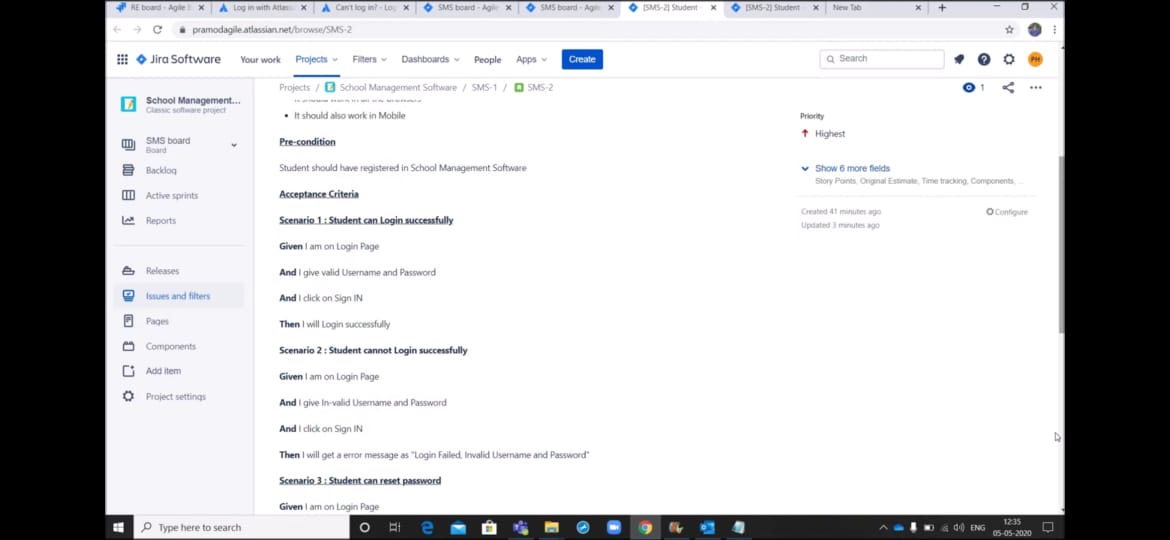 RE board - Agile B
Log in with Atlassi
Can't log in? - Log
SMS board - Agile
SMS board - Agile
[SMS-2] Student -
[SMS-2] Student -
New Tab
pramodagile.atlassian.net/browse/SMS-2
Jira Software
Your work
Projects
Filters
Dashboards
People
Apps
Create
Search
PH
School Management...
Classic software project
SMS board
Board
Backlog
Active sprints
Reports
Releases
Issues and filters
Pages
Components
Add item
Project settings
Projects / School Management Software / SMS-1 / SMS-2
1
It should work in all the browsers
It should also work in Mobile
Pre-condition
Student should have registered in School Management Software
Acceptance Criteria
Scenario 1 : Student can Login successfully
Given I am on Login Page
And I give valid Username and Password
And I click on Sign IN
Then I will Login successfully
Scenario 2 : Student cannot Login successfully
Given I am on Login Page
And I give In-valid Username and Password
And I click on Sign IN
Then I will get a error message as "Login Failed, Invalid Username and Password"
Scenario 3 : Student can reset password
Given I am on Login Page
Priority
Highest
Show 6 more fields
Story Points, Original Estimate, Time tracking, Components, ...
Created 41 minutes ago
Configure
Updated 3 minutes ago
Type here to search
ENG
12:35
05-05-2020